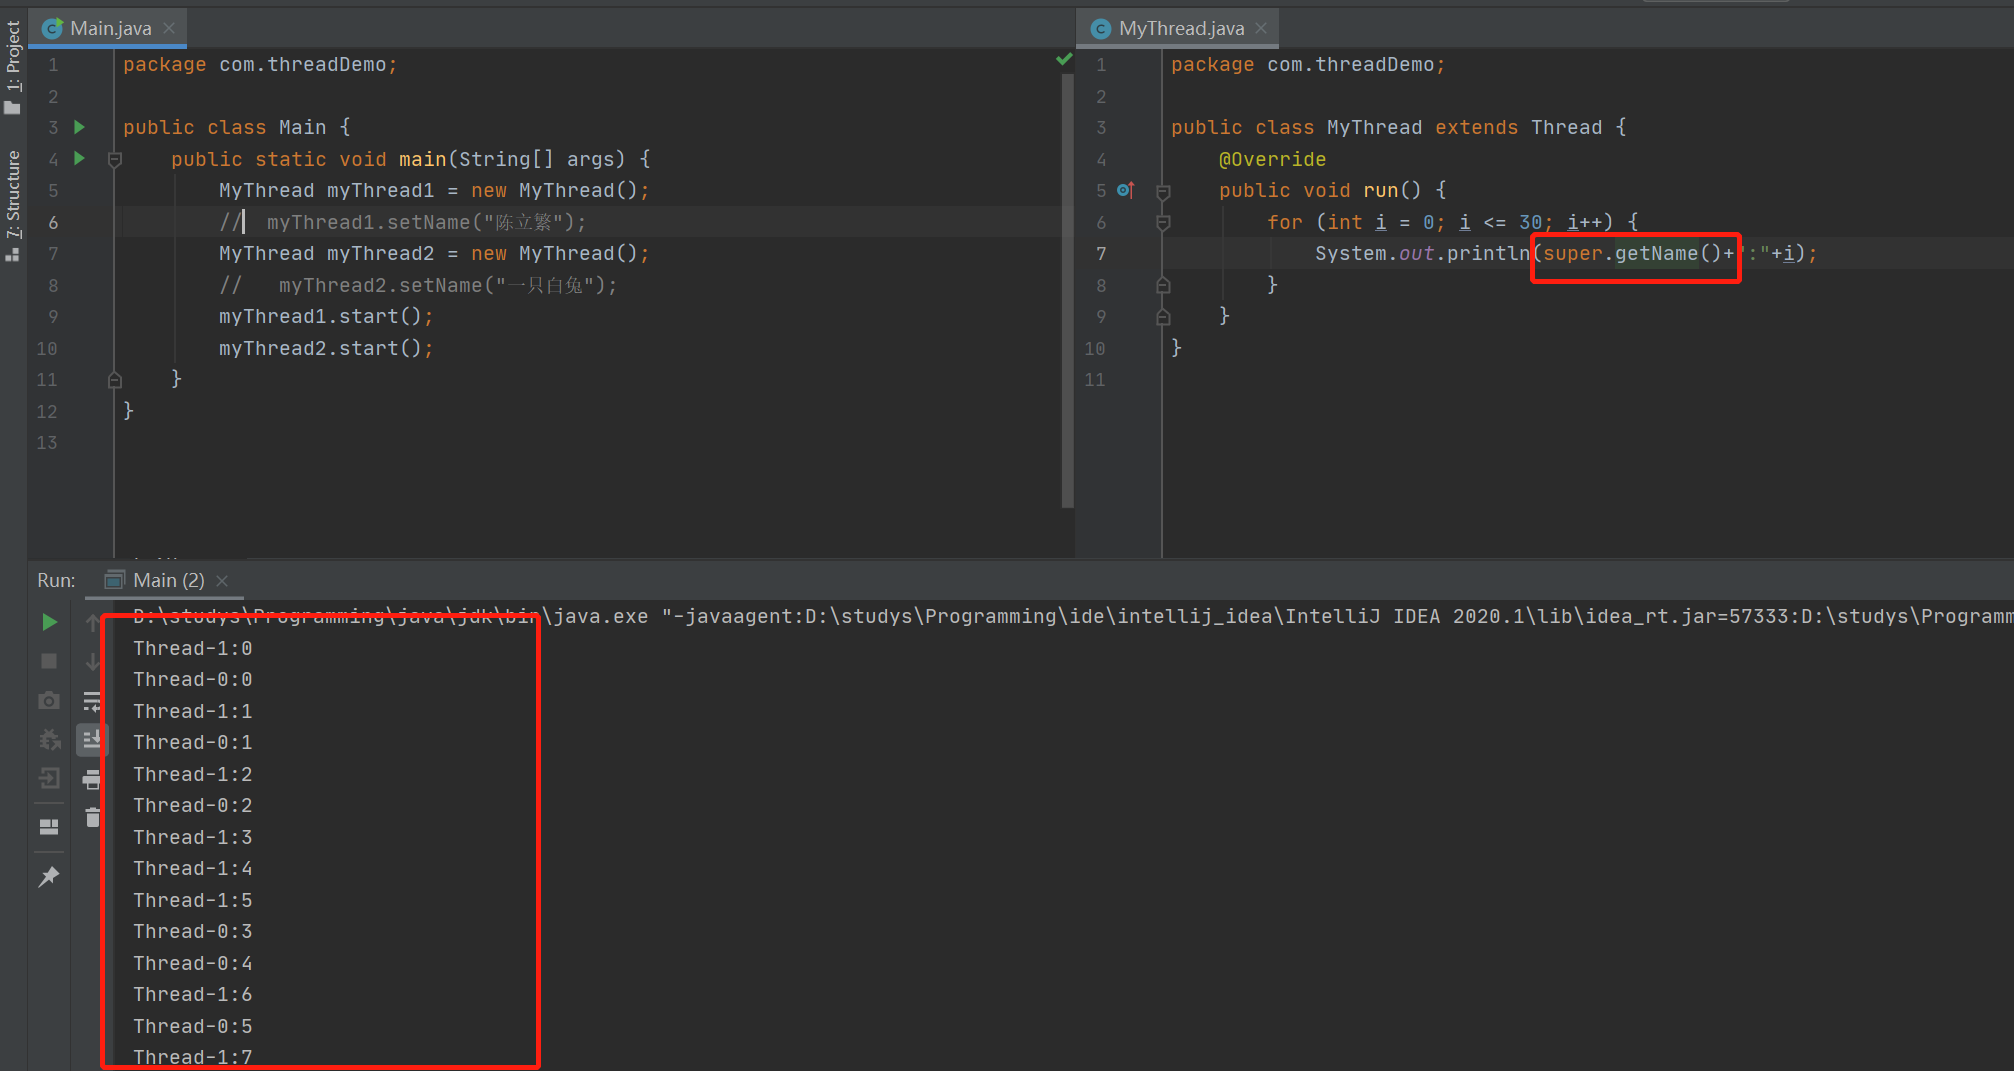 1: Project
7: Structure
Main.java
1 package com.threadDemo;
2
3 public class Main {
4 public static void main(String[] args) {
5 MyThread myThread1 = new MyThread();
6 // myThread1.setName("陈立繁");
7 MyThread myThread2 = new MyThread();
8 // myThread2.setName("一只白兔");
9 myThread1.start();
10 myThread2.start();
11 }
12 }
13
MyThread.java
1 package com.threadDemo;
2
3 public class MyThread extends Thread {
4 @Override
5 public void run() {
6 for (int i = 0; i <= 30; i++) {
7 System.out.println(super.getName()+":"+i);
8 }
9 }
10 }
11
Run: Main (2)
D:\studys\Programming\java\jdk\bin\java.exe "-javaagent:D:\studys\Programming\ide\intellij_idea\IntelliJ IDEA 2020.1\lib\idea_rt.jar=57333:D:\studys\Programm
Thread-1:0
Thread-0:0
Thread-1:1
Thread-0:1
Thread-1:2
Thread-0:2
Thread-1:3
Thread-1:4
Thread-1:5
Thread-0:3
Thread-0:4
Thread-1:6
Thread-0:5
Thread-1:7